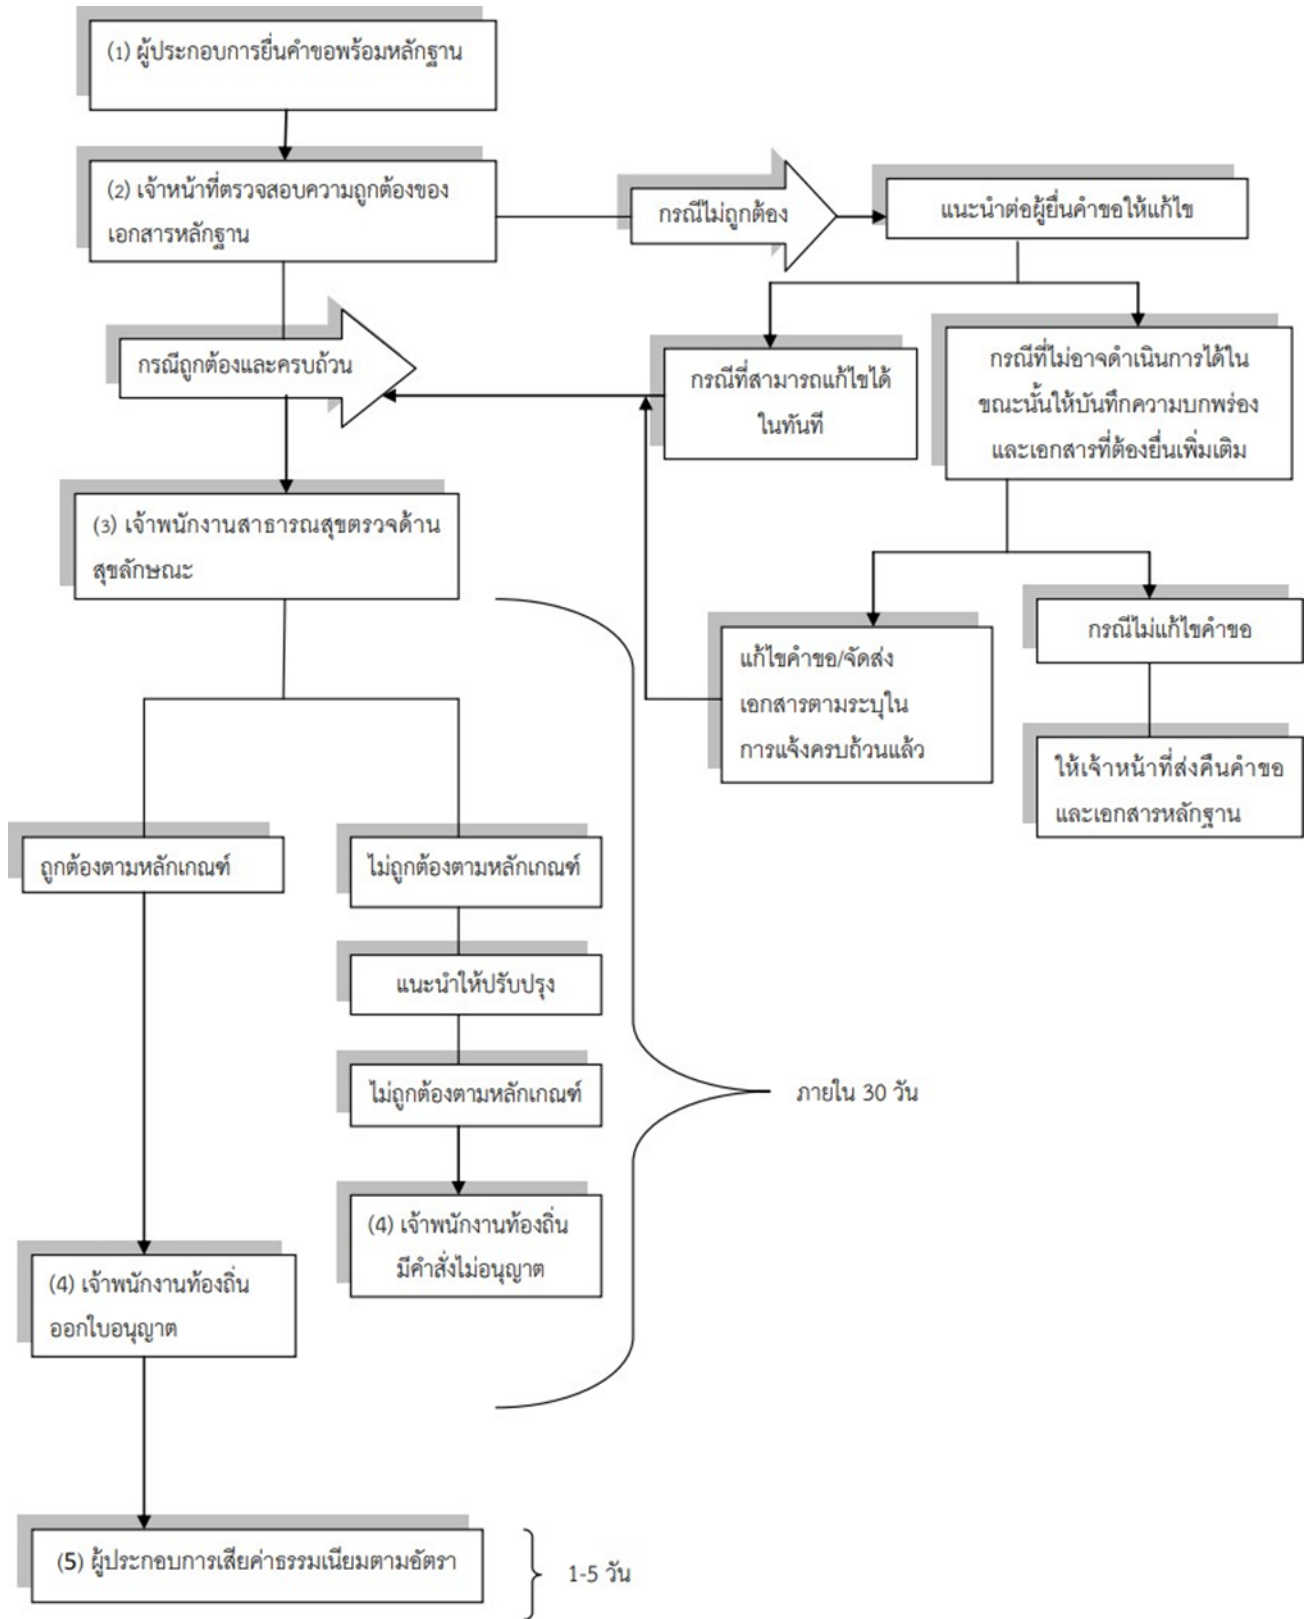 (1) ผู้ประกอบการยื่นคำขอพร้อมหลักฐาน
(2) เจ้าหน้าที่ตรวจสอบความถูกต้องของ
เอกสารหลักฐาน
กรณีไม่ถูกต้อง
แนะนำต่อผู้ยื่นคำขอให้แก้ไข
กรณีถูกต้องและครบถ้วน
กรณีที่สามารถแก้ไขได้
ในทันที
กรณีที่ไม่อาจดำเนินการได้ใน
ขณะนั้นให้บันทึกความบกพร่อง
และเอกสารที่ต้องยื่นเพิ่มเติม
(3) เจ้าพนักงานสาธารณสุขตรวจด้าน
สุขลักษณะ
แก้ไขคำขอ/จัดส่ง
เอกสารตามระบุใน
การแจ้งครบถ้วนแล้ว
กรณีไม่แก้ไขคำขอ
ให้เจ้าหน้าที่ส่งคืนคำขอ
และเอกสารหลักฐาน
ถูกต้องตามหลักเกณฑ์
ไม่ถูกต้องตามหลักเกณฑ์
แนะนำให้ปรับปรุง
ไม่ถูกต้องตามหลักเกณฑ์
ภายใน 30 วัน
(4) เจ้าพนักงานท้องถิ่น
มีคำสั่งไม่อนุญาต
(4) เจ้าพนักงานท้องถิ่น
ออกใบอนุญาต
(5) ผู้ประกอบการเสียค่าธรรมเนียมตามอัตรา
1-5 วัน